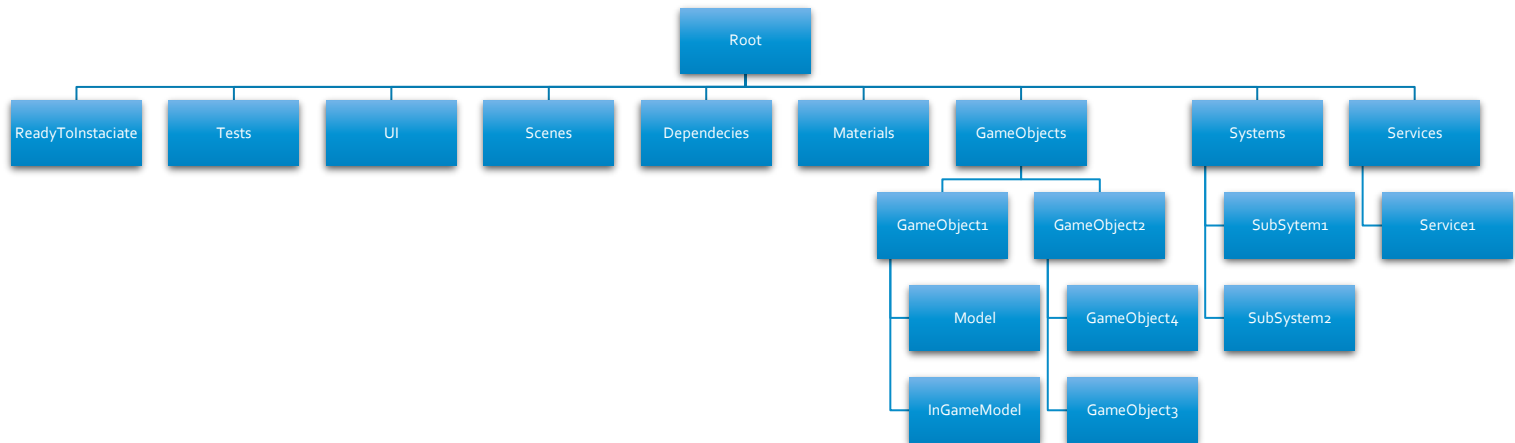 Root
ReadyToInstaciate
Tests
UI
Scenes
Dependecies
Materials
GameObjects
Systems
Services
GameObject1
GameObject2
SubSytem1
Service1
Model
GameObject4
SubSystem2
InGameModel
GameObject3